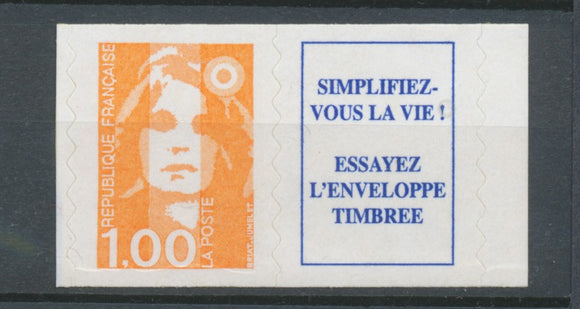 REPUBLIQUE FRANÇAISE
1,00
LA POSTE
BRIAT-JUMELET
SIMPLIFIEZ-
VOUS LA VIE !
ESSAYEZ
L'ENVELOPPE
TIMBREE